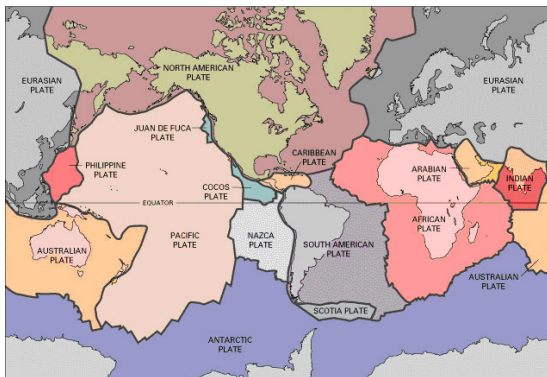 NORTH AMERICAN
PLATE
EURASIAN
PLATE
EURASIAN
PLATE
JUAN DE FUCA
PLATE
CARIBBEAN
PLATE
PHILIPPINE
PLATE
ARABIAN
PLATE
INDIAN
PLATE
COCOS
PLATE
EQUATOR
AFRICAN
PLATE
AUSTRALIAN
PLATE
PACIFIC
PLATE
NAZCA
PLATE
SOUTH AMERICAN
PLATE
AUSTRALIAN
PLATE
SCOTIA PLATE
ANTARCTIC
PLATE